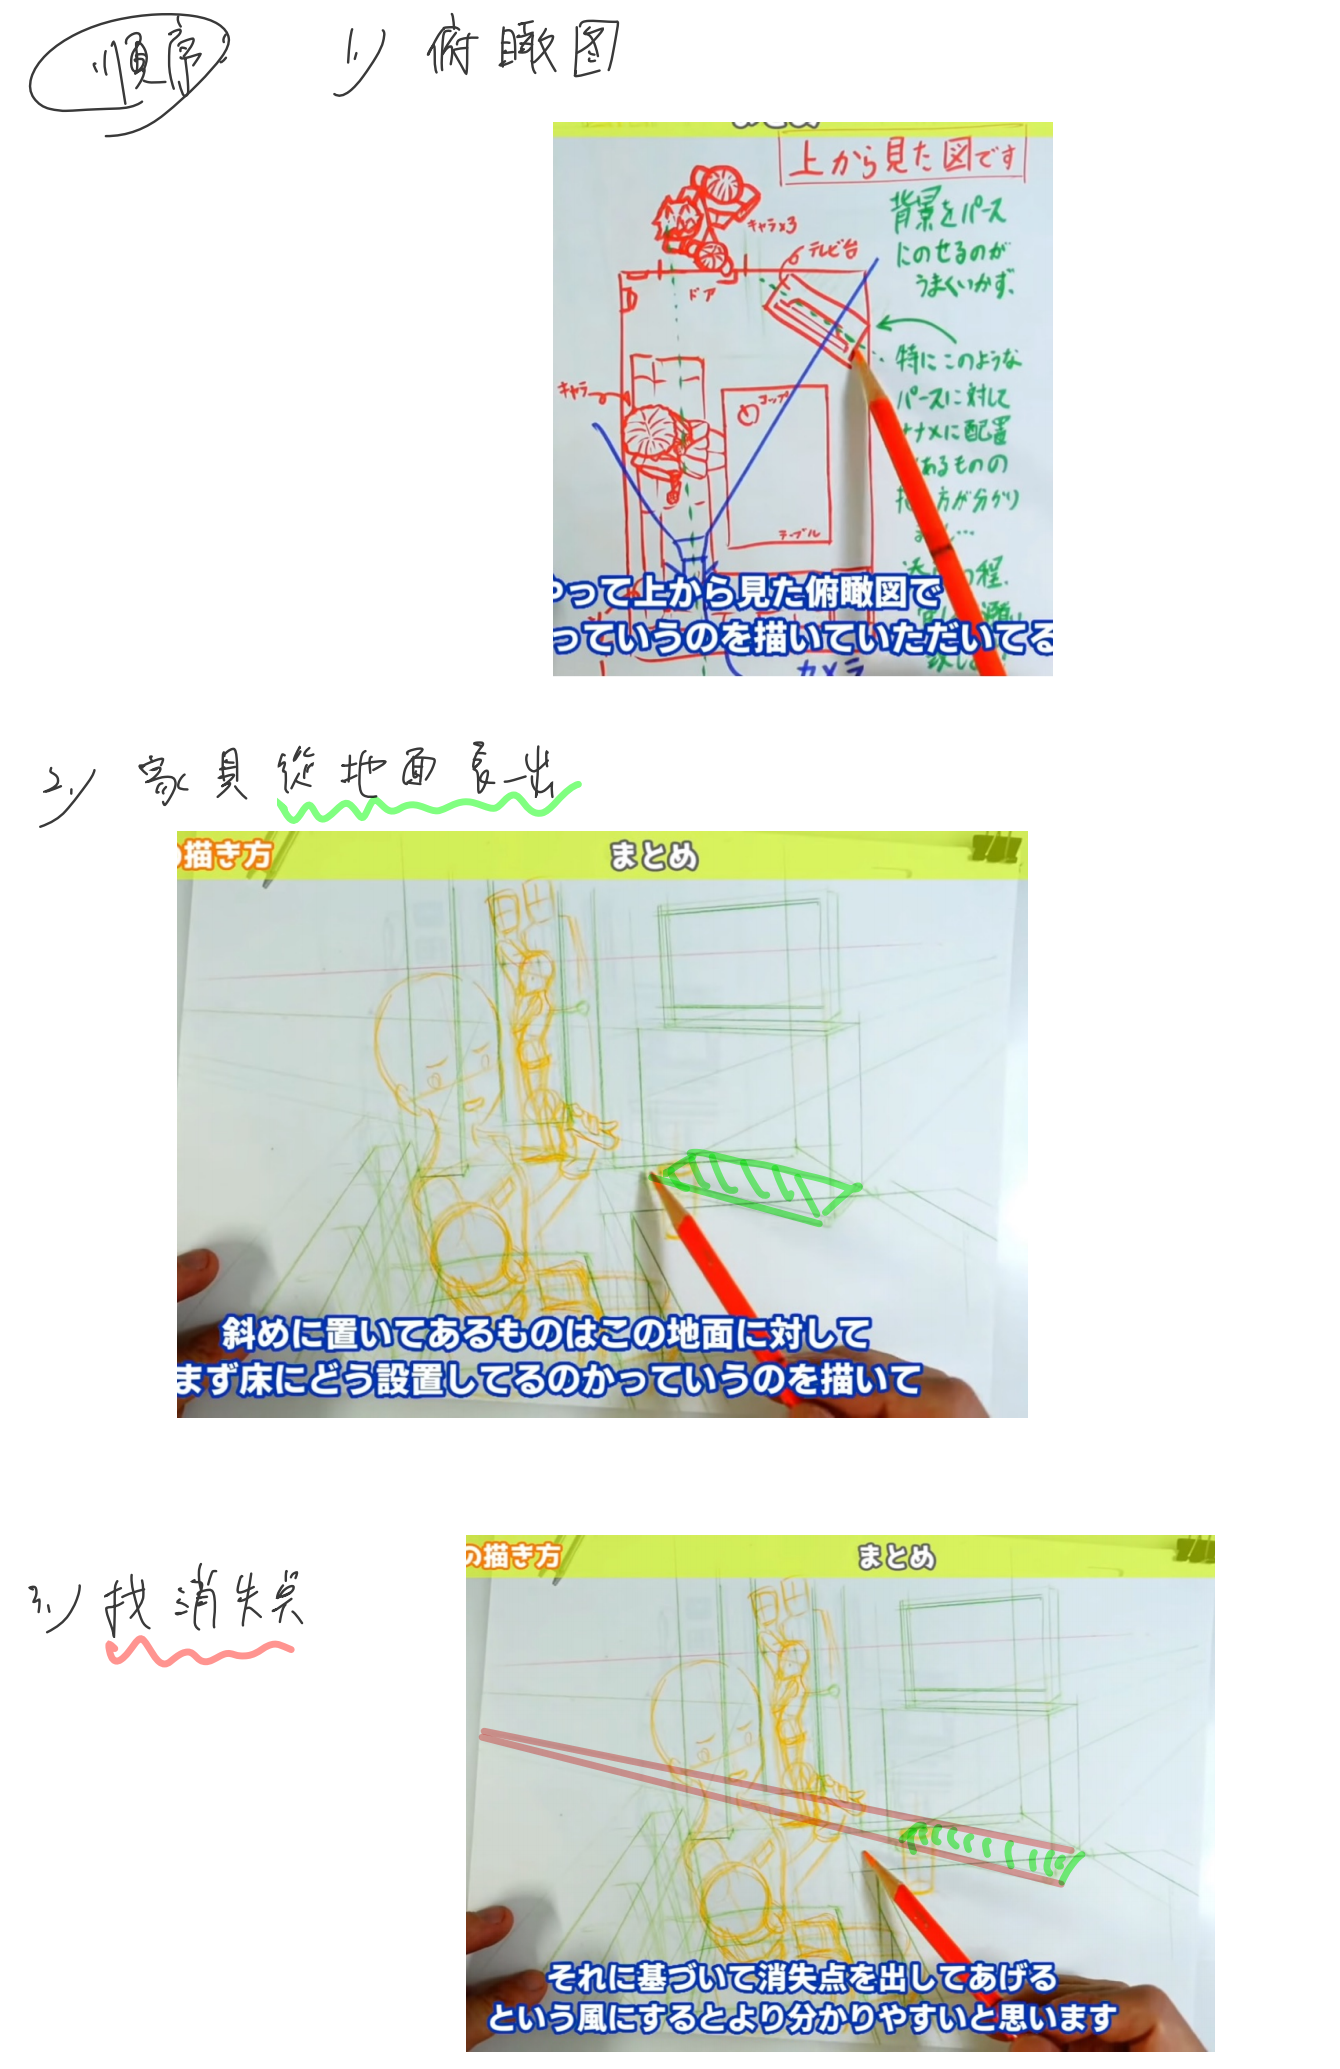 順序
1.) 俯瞰图
上から見た図です
背景をパース
にのせるのが
うまくいかず、
キャラ×3
テレビ台
ドア
特にこのような
パースに対して
ナナメに配置
あるものの
方が分かり
キャラ
コップ
テーブル
やって上から見た俯瞰図で
っていうのを描いていただいてる
カメラ
2.) 家具從地面長出
の描き方
まとめ
斜めに置いてあるものはこの地面に対して
まず床にどう設置してるのかっていうのを描いて
3.) 找消失点
の描き方
まとめ
それに基づいて消失点を出してあげる
という風にするとより分かりやすいと思います